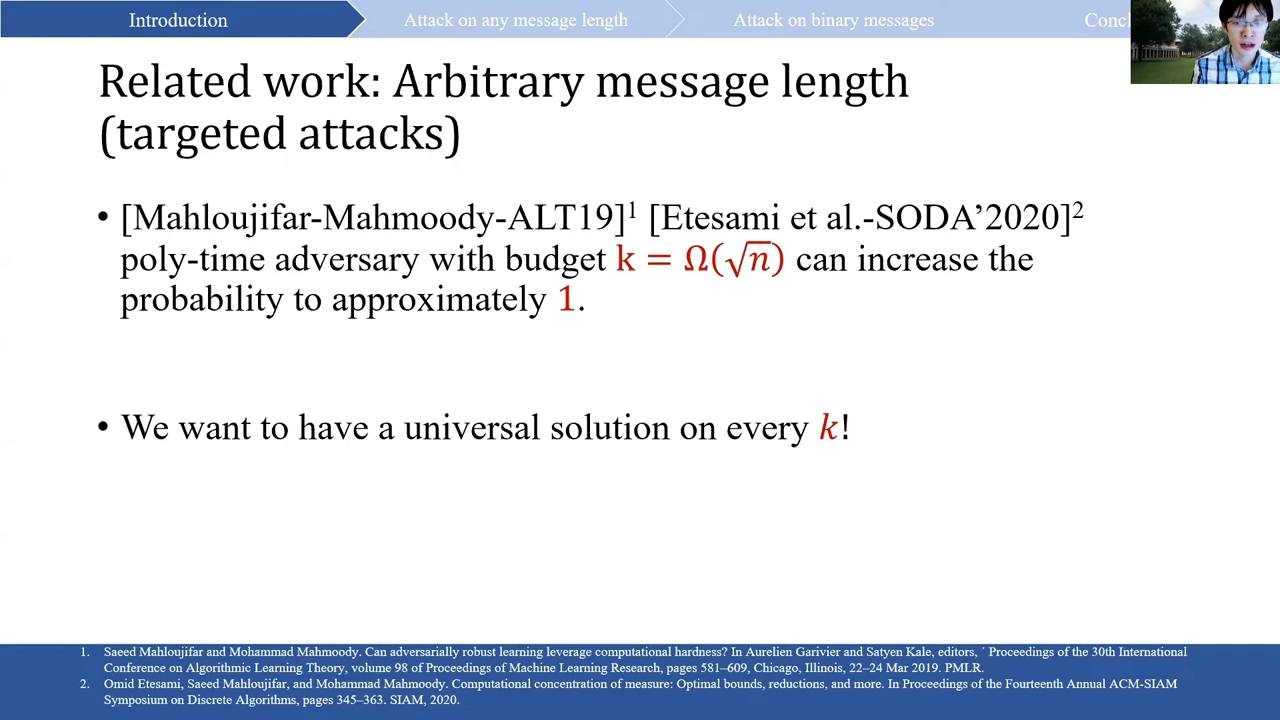 Introduction
Attack on any message length
Attack on binary messages
Related work: Arbitrary message length
(targeted attacks)
• [Mahloujifar-Mahmoody-ALT19]¹ [Etesami et al.-SODA’2020]²
poly-time adversary with budget k = Ω(√n) can increase the
probability to approximately 1.
• We want to have a universal solution on every k!
1. Saeed Mahloujifar and Mohammad Mahmoody. Can adversarially robust learning leverage computational hardness? In Aurelien Garivier and Satyen Kale, editors, ´ Proceedings of the 30th International
Conference on Algorithmic Learning Theory, volume 98 of Proceedings of Machine Learning Research, pages 581–609, Chicago, Illinois, 22–24 Mar 2019. PMLR.
2. Omid Etesami, Saeed Mahloujifar, and Mohammad Mahmoody. Computational concentration of measure: Optimal bounds, reductions, and more. In Proceedings of the Fourteenth Annual ACM-SIAM
Symposium on Discrete Algorithms, pages 345–363. SIAM, 2020.